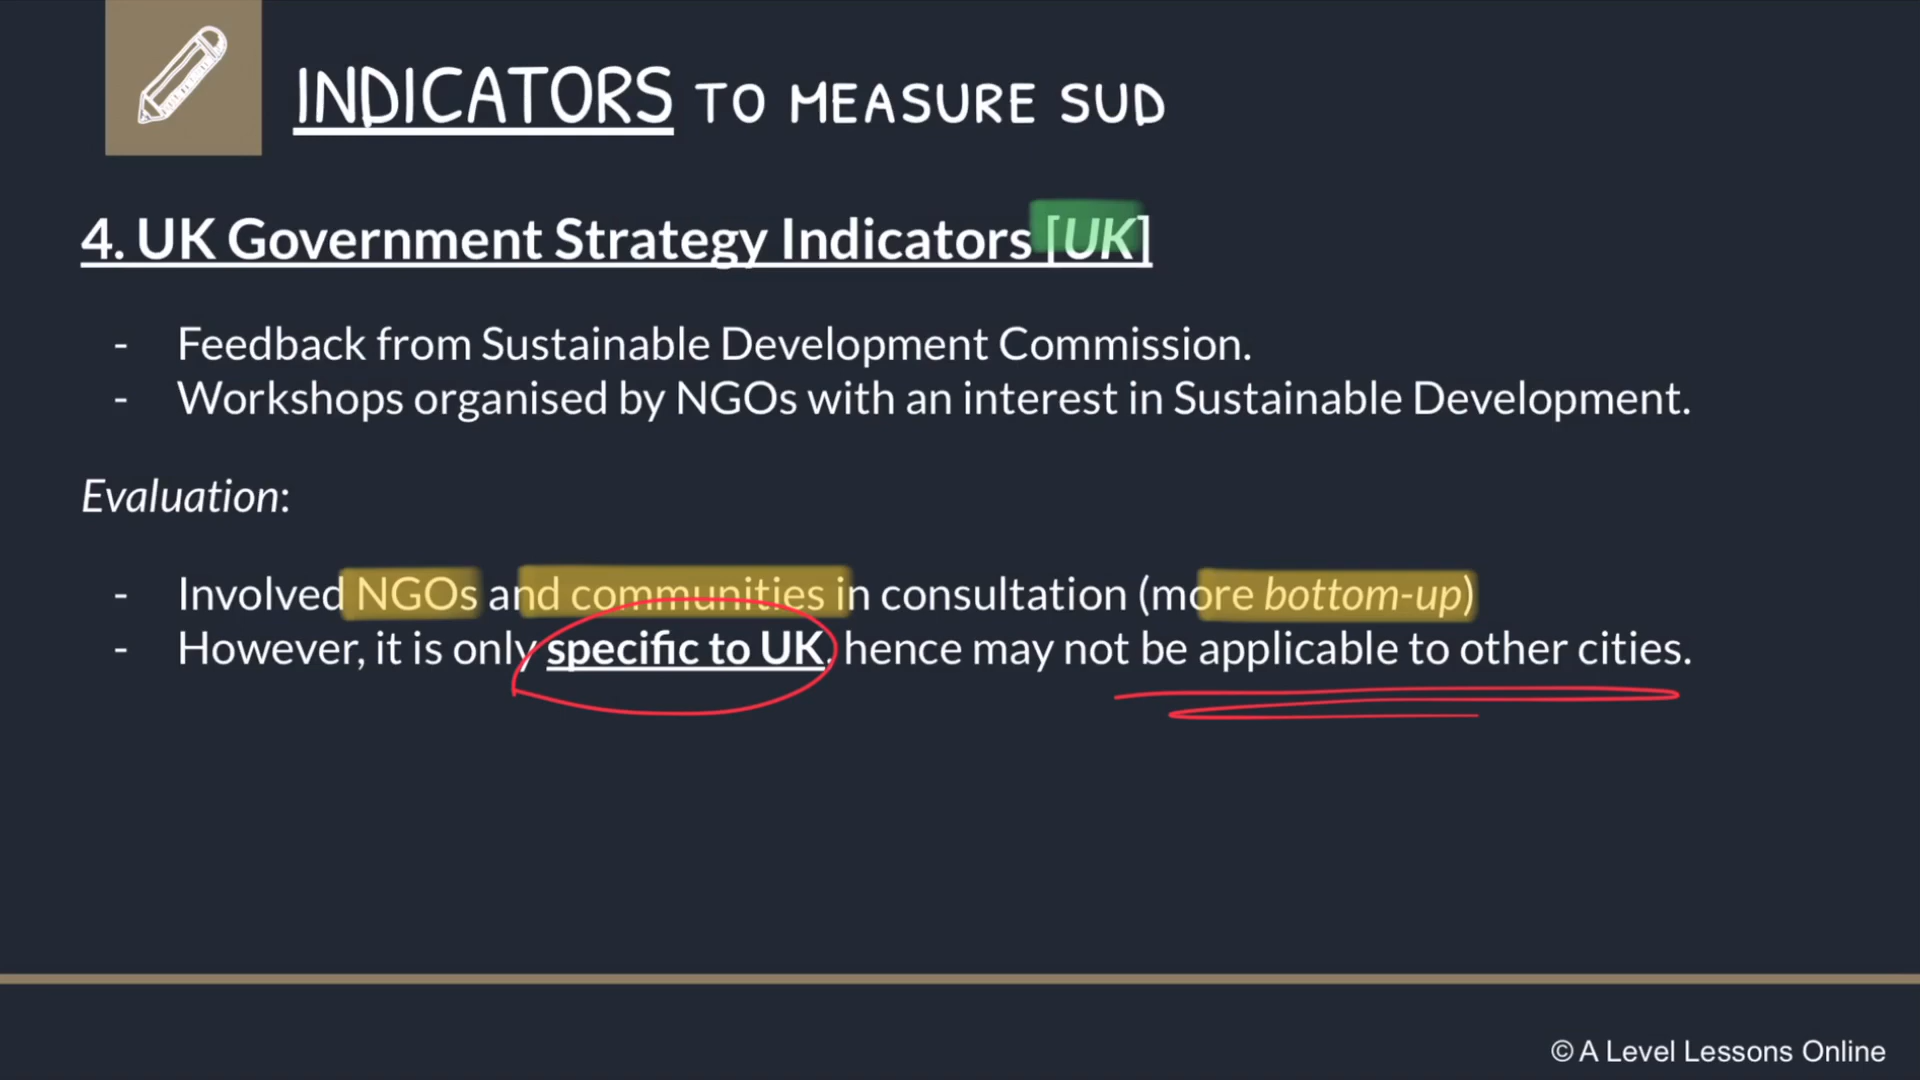 INDICATORS TO MEASURE SUD
4. UK Government Strategy Indicators [UK]
- Feedback from Sustainable Development Commission.
- Workshops organised by NGOs with an interest in Sustainable Development.
Evaluation:
- Involved NGOs and communities in consultation (more bottom-up)
- However, it is only specific to UK, hence may not be applicable to other cities.
© A Level Lessons Online